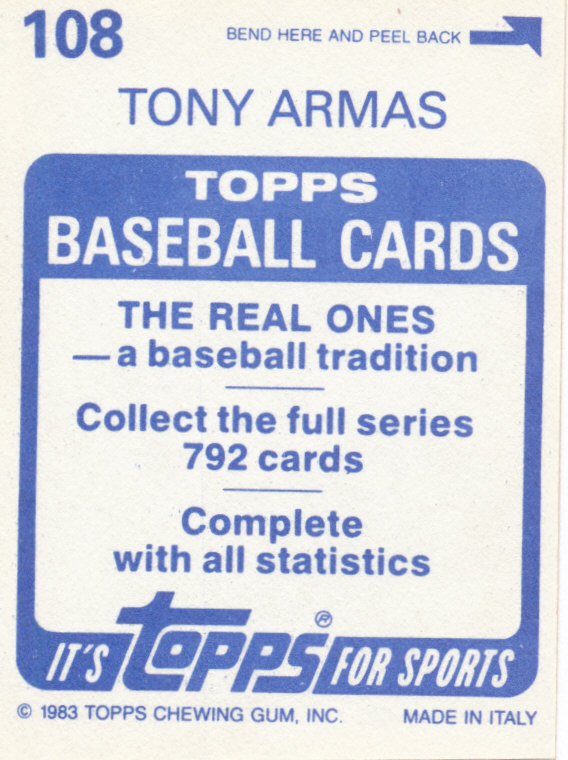 108
BEND HERE AND PEEL BACK
TONY ARMAS
TOPPS
BASEBALL CARDS
THE REAL ONES
—a baseball tradition
Collect the full series
792 cards
Complete
with all statistics
IT'S topps® FOR SPORTS
© 1983 TOPPS CHEWING GUM, INC. MADE IN ITALY